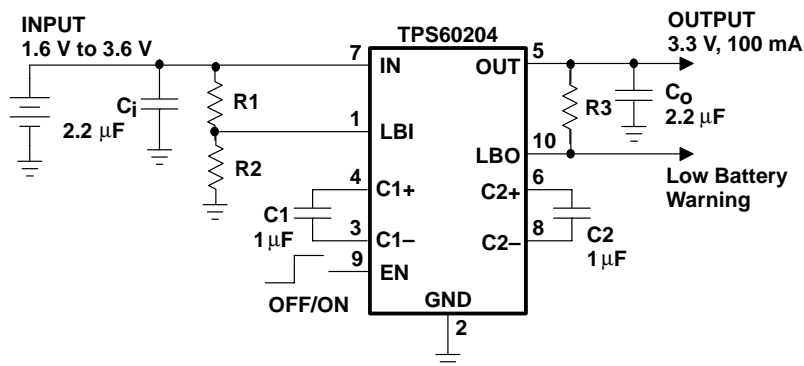 INPUT
1.6 V to 3.6 V
TPS60204
OUTPUT
3.3 V, 100 mA
7
IN
OUT
5
Ci
2.2 μF
R1
R3
Co
2.2 μF
1
LBI
R2
LBO
10
Low Battery
Warning
4
C1+
C2+
6
C1
1 μF
3
C1–
C2–
8
C2
1 μF
9
EN
OFF/ON
GND
2